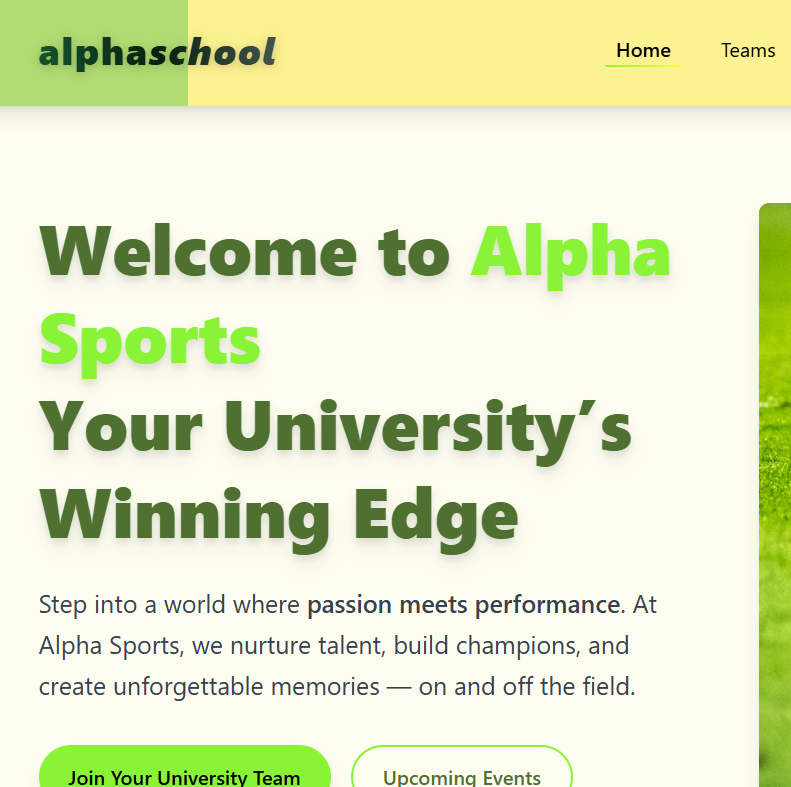 alphaschool
Home
Teams
Welcome to Alpha
Sports
Your University’s
Winning Edge
Step into a world where passion meets performance. At
Alpha Sports, we nurture talent, build champions, and
create unforgettable memories — on and off the field.
Join Your University Team
Upcoming Events